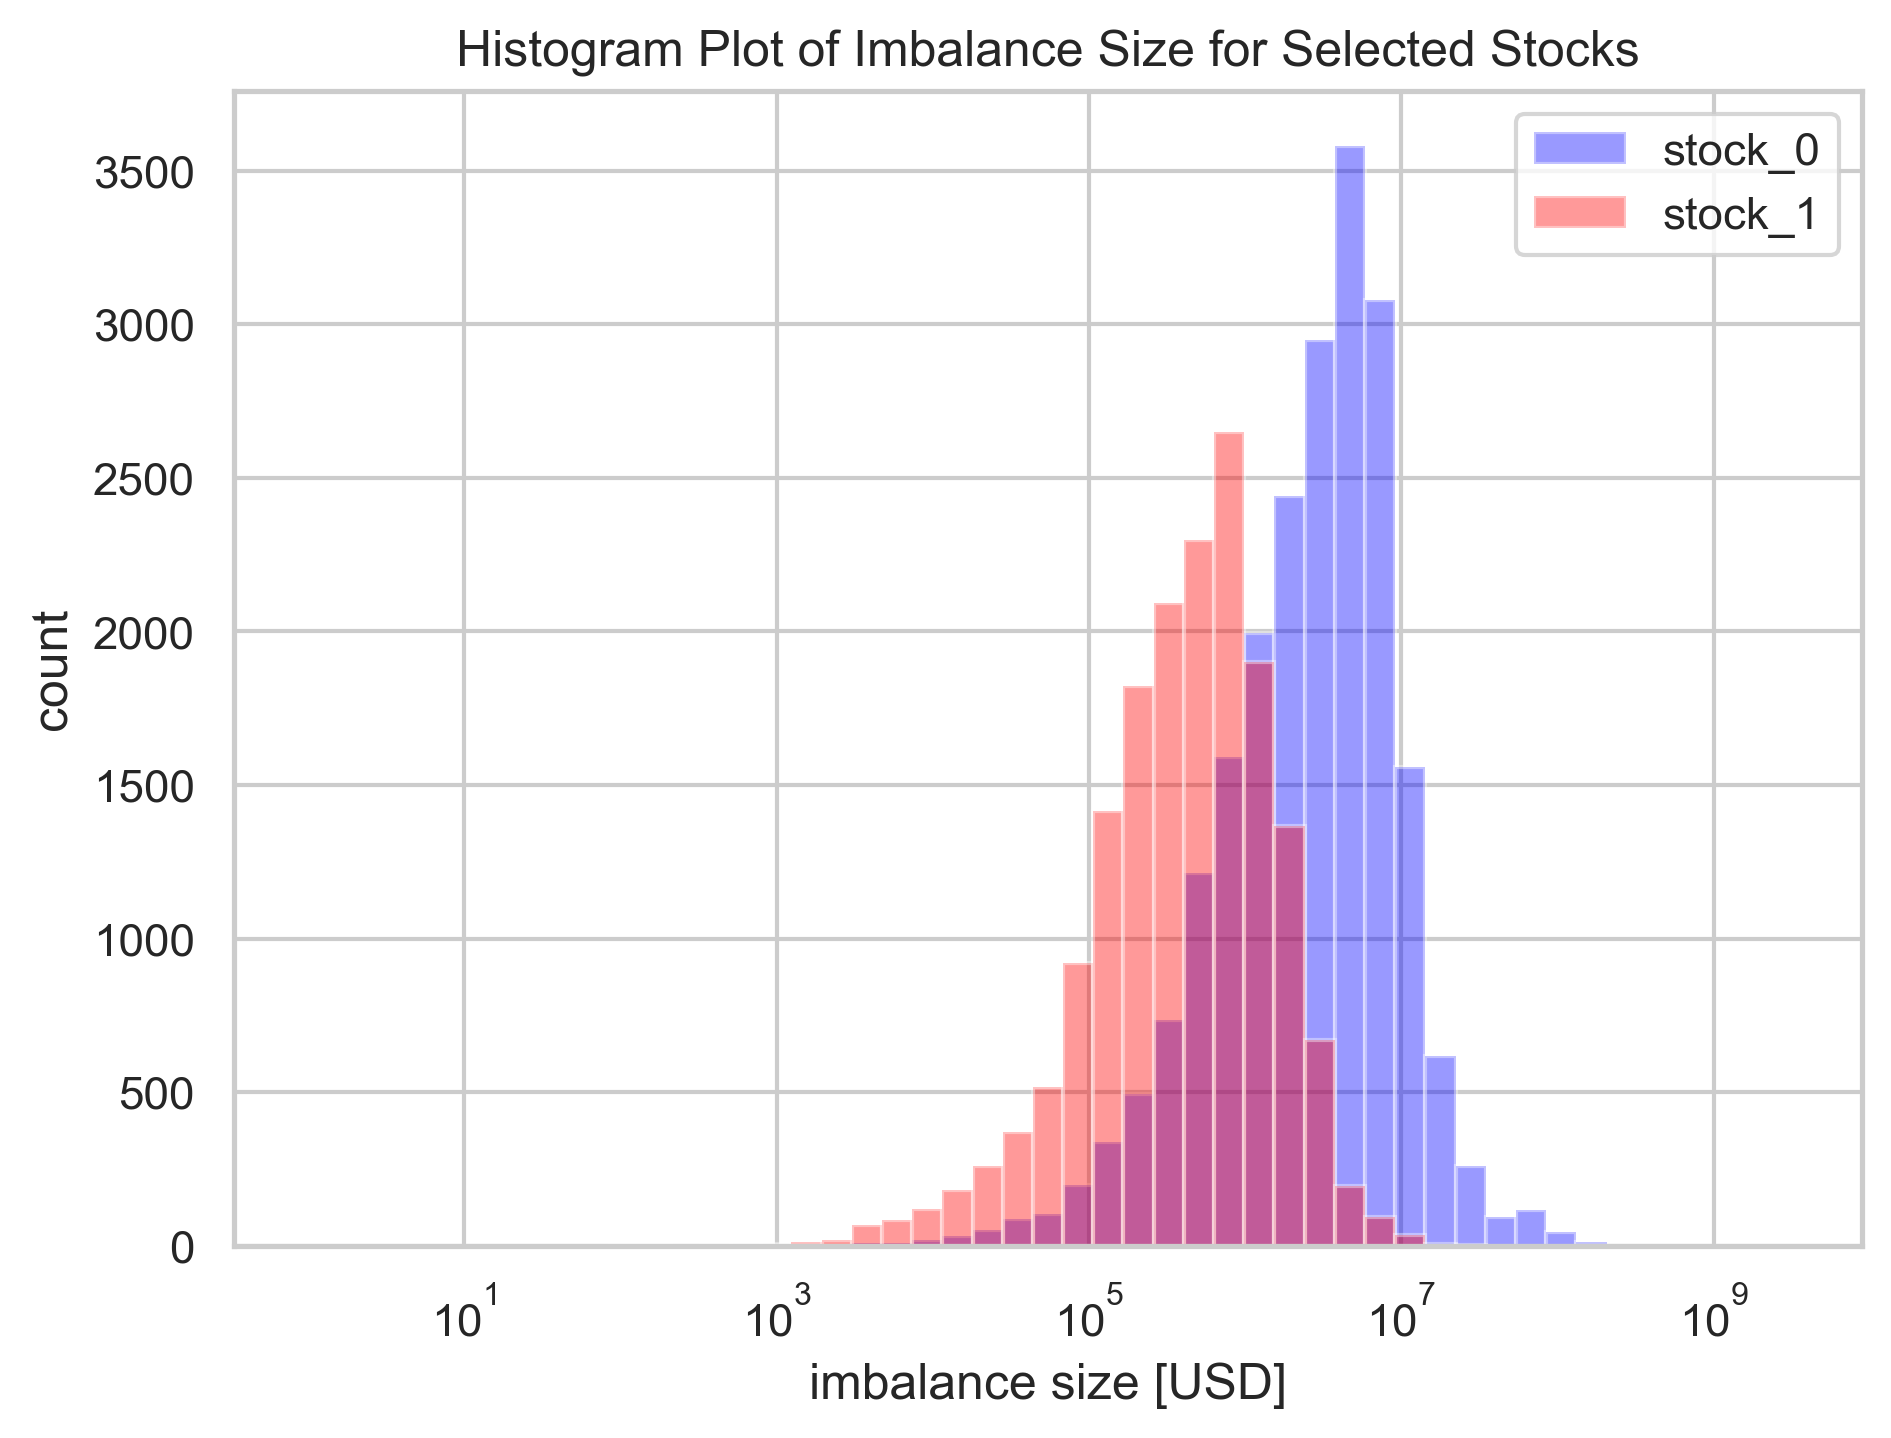 Histogram Plot of Imbalance Size for Selected Stocks
stock_0
stock_1
3500
3000
2500
2000
1500
1000
500
0
count
10^1
10^3
10^5
10^7
10^9
imbalance size [USD]